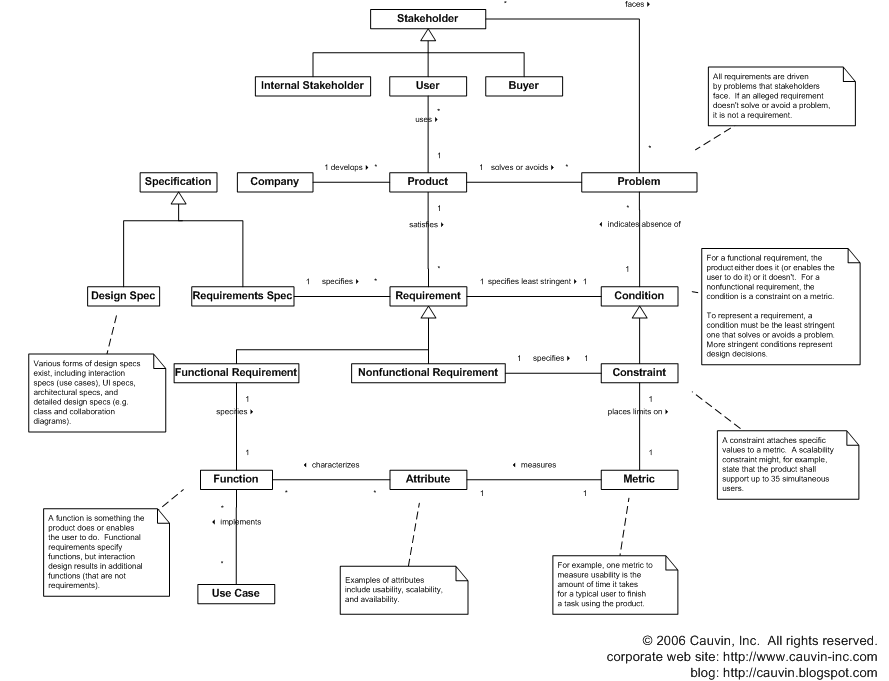 *
faces
Stakeholder
Internal Stakeholder
User
Buyer
All requirements are driven
by problems that stakeholders
face. If an alleged requirement
doesn't solve or avoid a problem,
it is not a requirement.
*
uses
1
*
1 develops *
1 solves or avoids *
Specification
Company
Product
Problem
1
*
satisfies
indicates absence of
*
1
For a functional requirement, the
product either does it (or enables the
user to do it) or it doesn't. For a
nonfunctional requirement, the
condition is a constraint on a metric.
To represent a requirement, a
condition must be the least stringent
one that solves or avoids a problem.
More stringent conditions represent
design decisions.
1 specifies *
1 specifies least stringent 1
Design Spec
Requirements Spec
Requirement
Condition
Various forms of design specs
exist, including interaction
specs (use cases), UI specs,
architectural specs, and
detailed design specs (e.g.
class and collaboration
diagrams).
1 specifies 1
Functional Requirement
Nonfunctional Requirement
Constraint
1
1
specifies
places limits on
1
1
A constraint attaches specific
values to a metric. A scalability
constraint might, for example,
state that the product shall
support up to 35 simultaneous
users.
characterizes
measures
Function
Attribute
Metric
* *
1 1
*
implements
*
A function is something the
product does or enables
the user to do. Functional
requirements specify
functions, but interaction
design results in additional
functions (that are not
requirements).
Use Case
Examples of attributes
include usability, scalability,
and availability.
For example, one metric to
measure usability is the
amount of time it takes
for a typical user to finish
a task using the product.
© 2006 Cauvin, Inc. All rights reserved.
corporate web site: http://www.cauvin-inc.com
blog: http://cauvin.blogspot.com